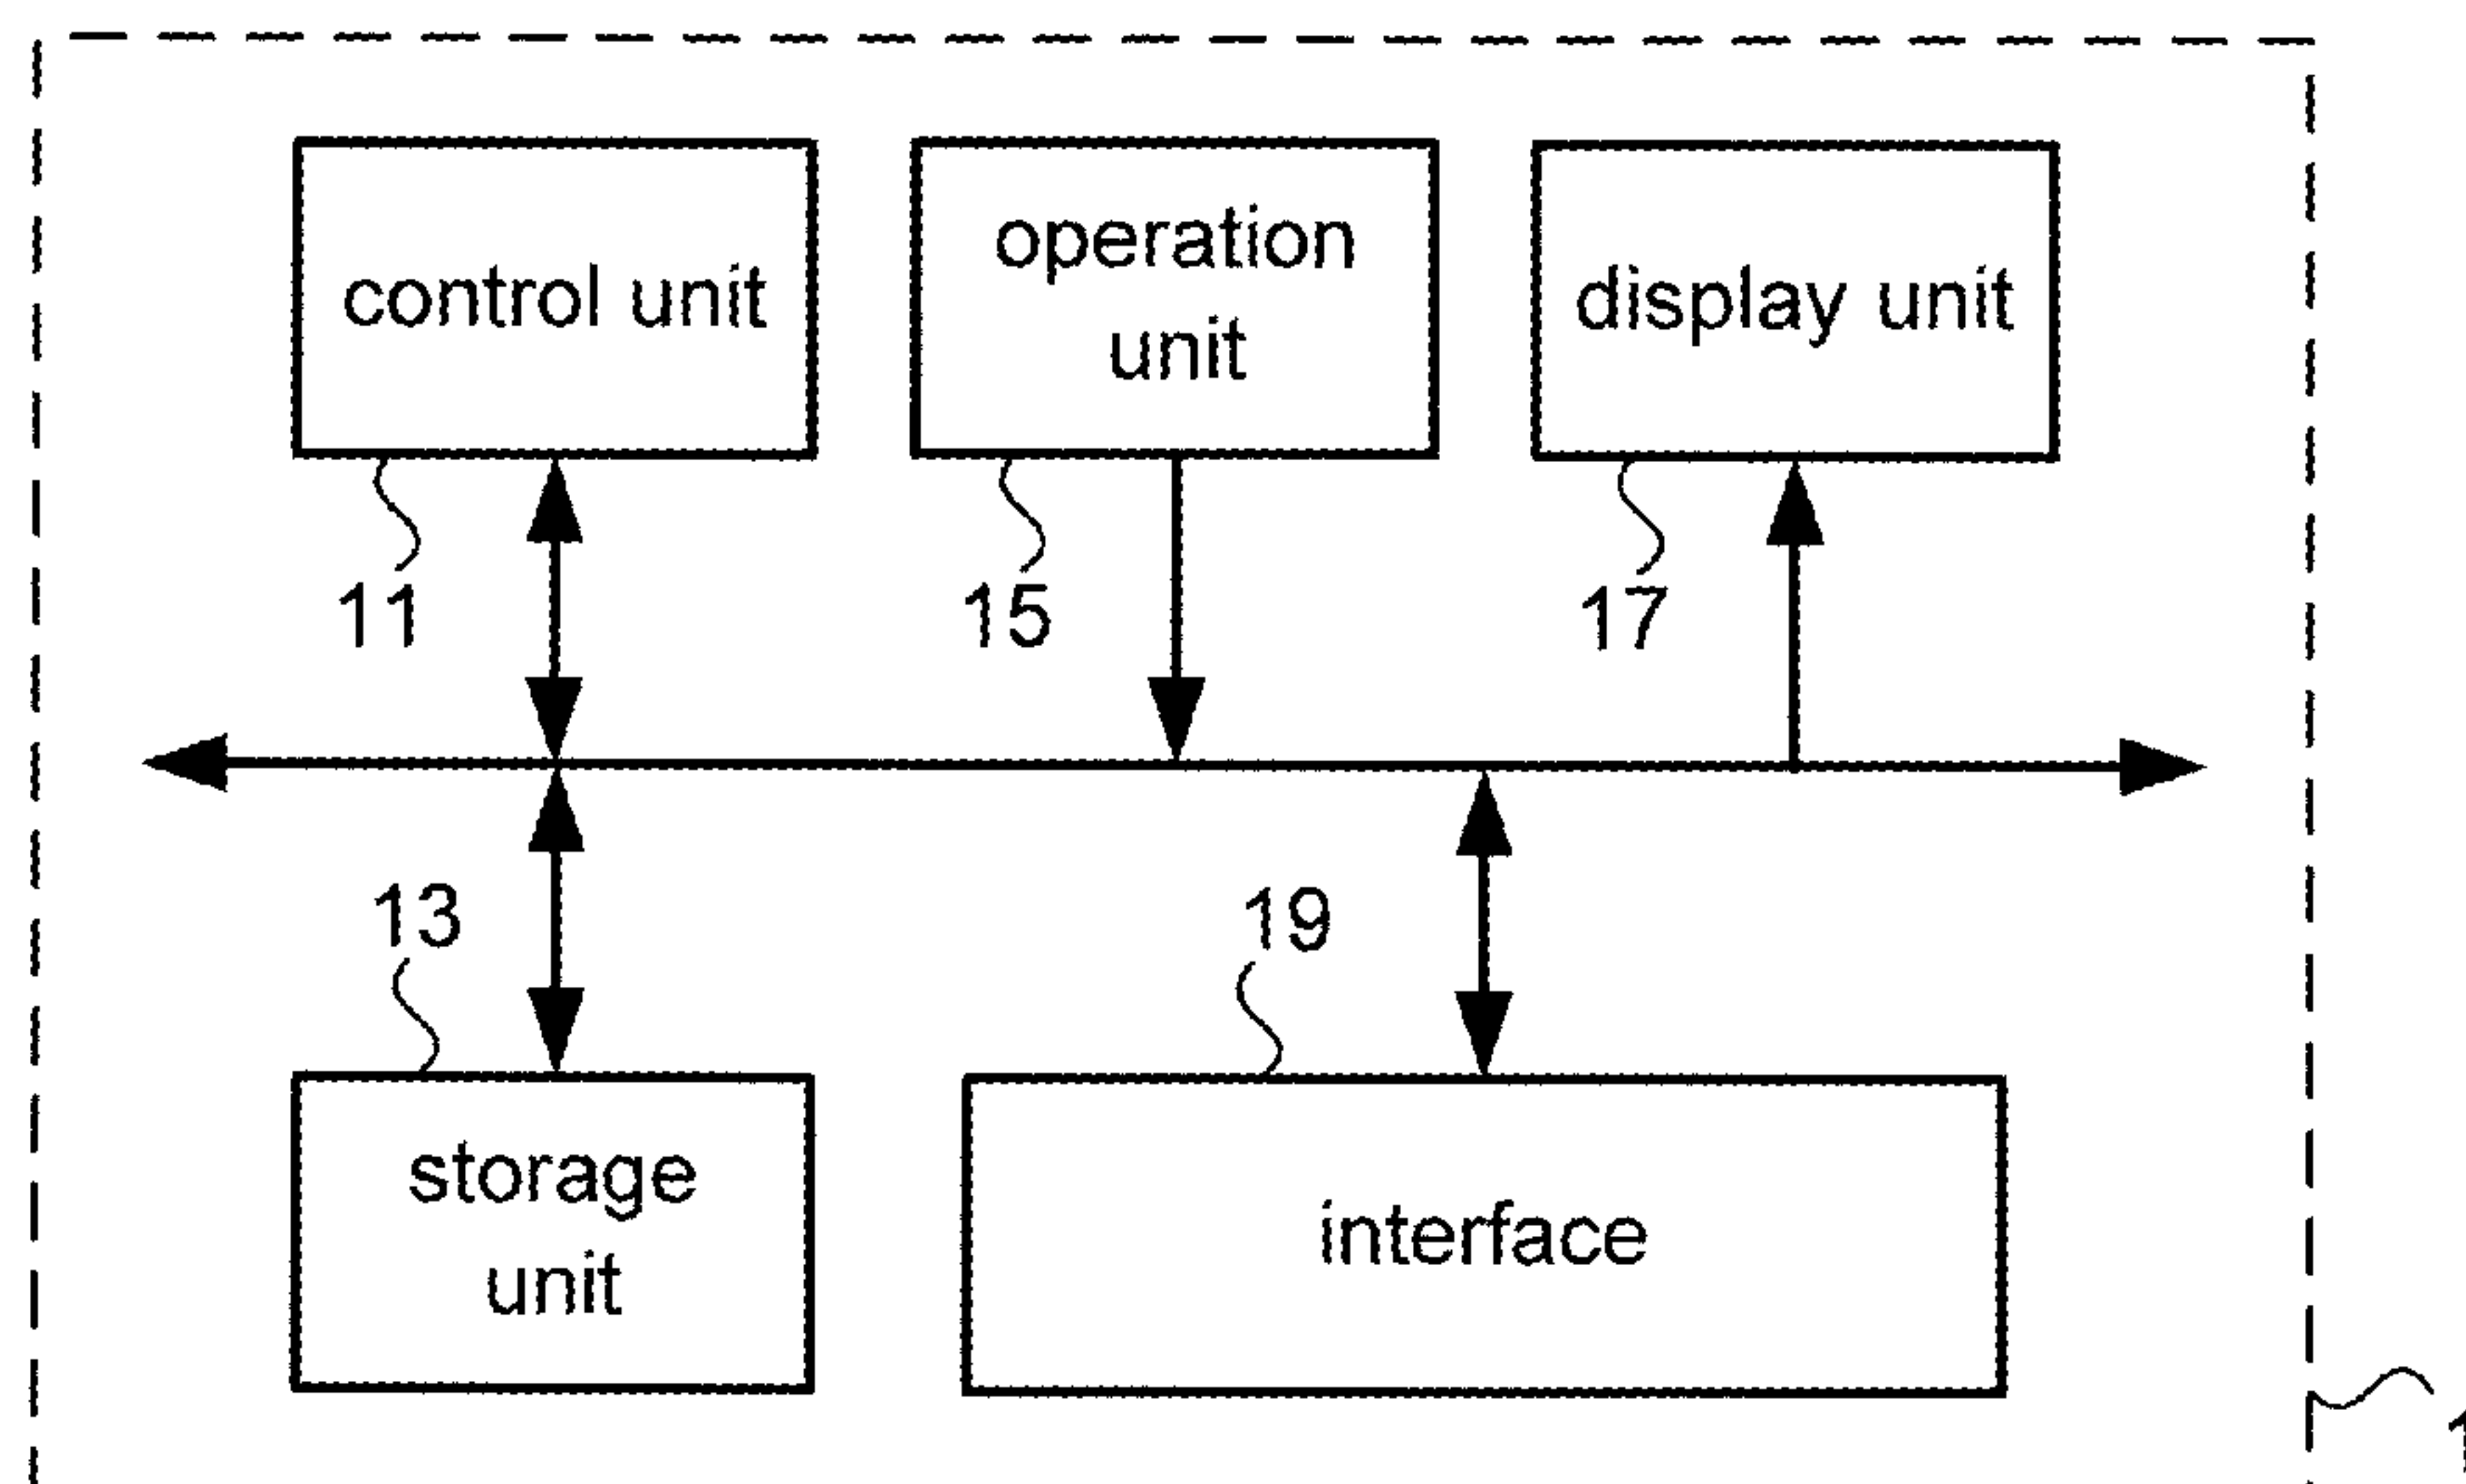 control unit
operation
unit
display unit
11
15
17
13
19
storage
unit
interface